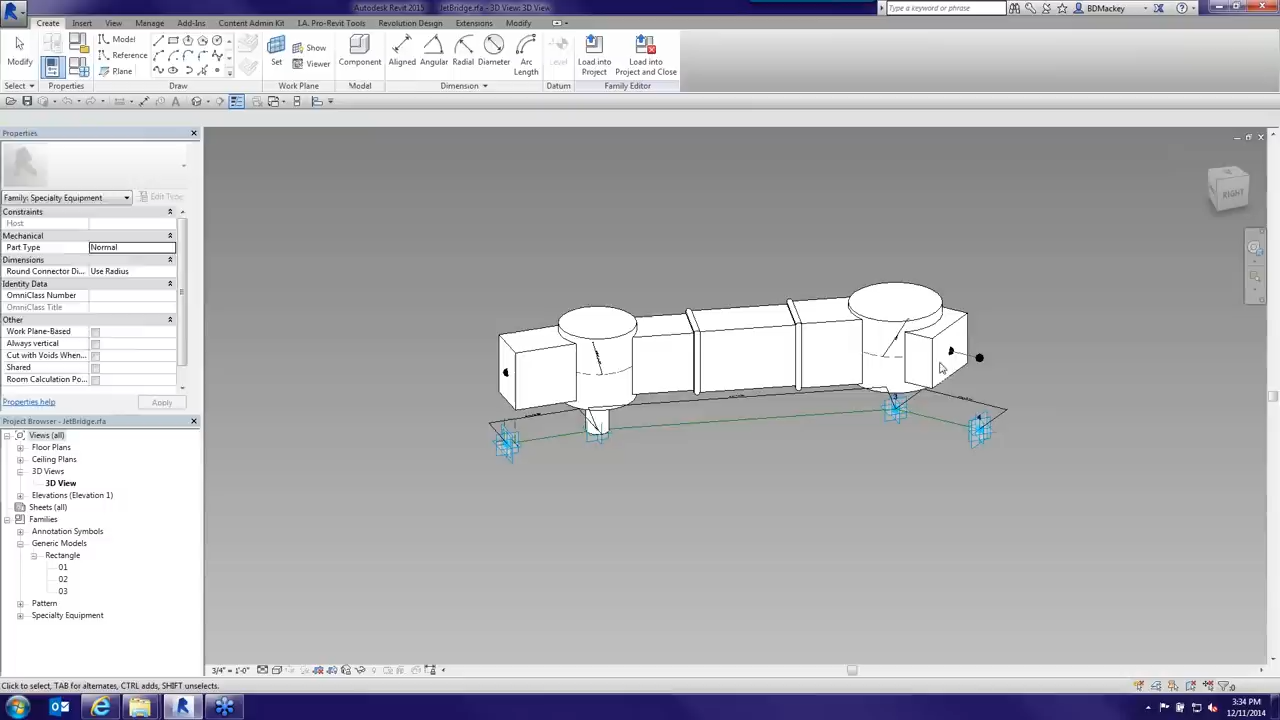 Autodesk Revit 2015 - JetBridge.rfa - 3D View: 3D View
Type a keyword or phrase
BDMackey
Create Insert View Manage Add-Ins Content Admin Kit I.A. Pro-Revit Tools Revolution Design Extensions Modify
Modify
Model
Reference
Plane
Set
Show
Viewer
Component
Aligned Angular Radial Diameter Arc Length
Level
Load into Project
Load into Project and Close
Select Properties Draw Work Plane Model Dimension Datum Family Editor
Properties
Family: Specialty Equipment
Edit Type
Constraints
Host
Mechanical
Part Type Normal
Dimensions
Round Connector Di... Use Radius
Identity Data
OmniClass Number
OmniClass Title
Other
Work Plane-Based
Always vertical
Cut with Voids When...
Shared
Room Calculation Po...
Properties help
Apply
Project Browser - JetBridge.rfa
Views (all)
Floor Plans
Ceiling Plans
3D Views
3D View
Elevations (Elevation 1)
Sheets (all)
Families
Annotation Symbols
Generic Models
Rectangle
01
02
03
Pattern
Specialty Equipment
RIGHT
3/4" = 1'-0"
Click to select, TAB for alternates, CTRL adds, SHIFT unselects.
:0
3:34 PM
12/11/2014